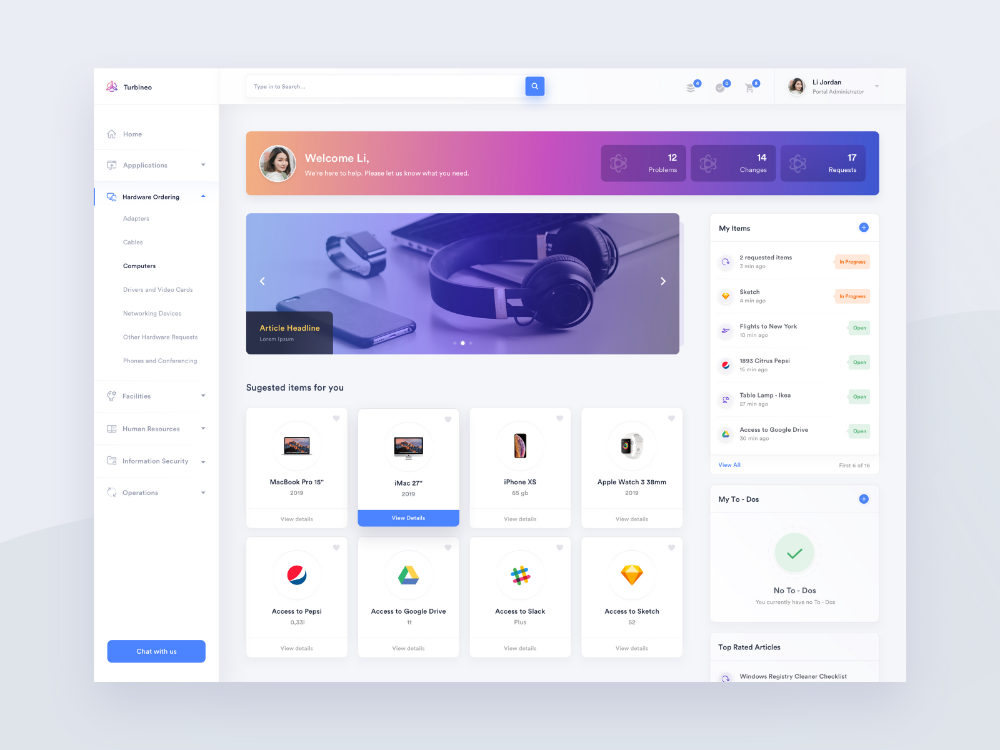 Turbineo
Type in to Search...
4
2
8
Li Jordan
Portal Administrator
Home
Appplications
Hardware Ordering
Adaptors
Cables
Computers
Drivers and Video Cards
Networking Devices
Other Hardware Requests
Phones and Conferencing
Facilities
Human Resources
Information Security
Operations
Chat with us
Welcome Li,
We're here to help. Please let us know what you need.
12
Problems
14
Changes
17
Requests
Article Headline
Lorem Ipsum
Sugested items for you
MacBook Pro 15"
2019
View details
iMac 27"
2019
View Details
iPhone XS
65 gb
View details
Apple Watch 3 38mm
2019
View details
Access to Pepsi
0,33l
View details
Access to Google Drive
11
View details
Access to Slack
Plus
View details
Access to Sketch
52
View details
My Items
2 requested items
3 min ago
In Progress
Sketch
4 min ago
In Progress
Flights to New York
10 min ago
Open
1893 Citrus Pepsi
15 min ago
Open
Table Lamp - Ikea
27 min ago
Open
Access to Google Drive
30 min ago
Open
View All
First 6 of 16
My To - Dos
No To - Dos
You currently have no To - Dos
Top Rated Articles
Windows Registry Cleaner Checklist